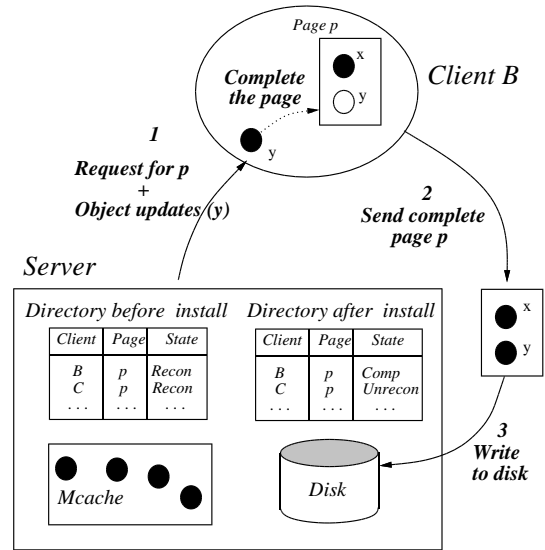 Page p
x
Client B
Complete
the page
y
y
1
Request for p
+
Object updates (y)
2
Send complete
page p
Server
Directory before install
Client Page State
B p Recon
C p Recon
. . . . . . . . .
Directory after install
Client Page State
B p Comp
C p Unrecon
. . . . . . . . .
x
y
3
Write
to disk
Mcache
Disk